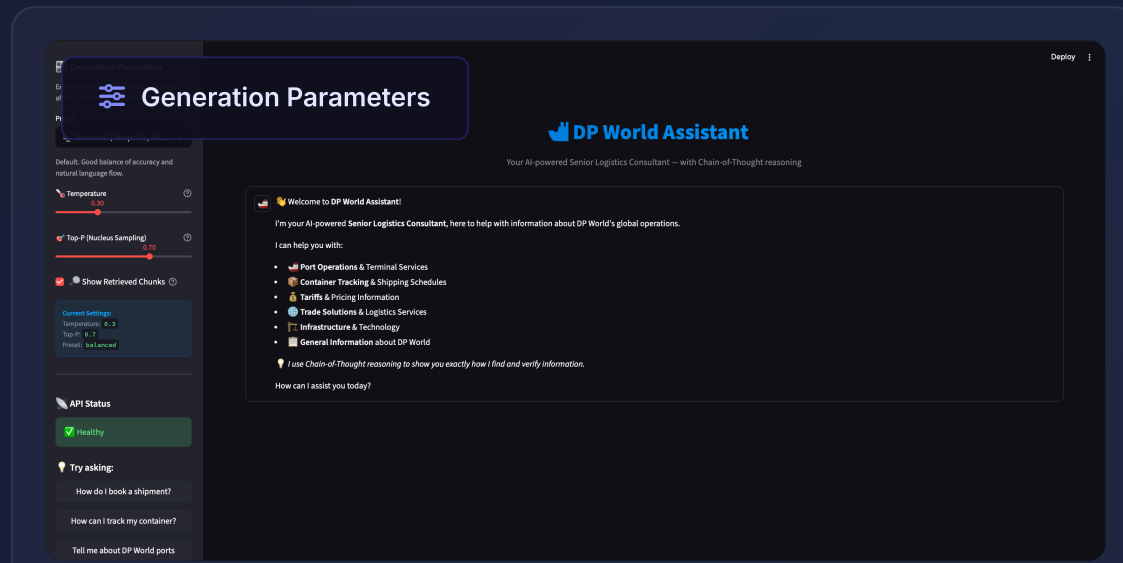 Generation Parameters
Default. Good balance of accuracy and
natural language flow.
Temperature
0.30
Top-P (Nucleus Sampling)
0.70
Show Retrieved Chunks
Current Settings:
Temperature: 0.3
Top-P: 0.7
Preset: balanced
API Status
Healthy
Try asking:
How do I book a shipment?
How can I track my container?
Tell me about DP World ports
Deploy
DP World Assistant
Your AI-powered Senior Logistics Consultant — with Chain-of-Thought reasoning
Welcome to DP World Assistant!
I'm your AI-powered Senior Logistics Consultant, here to help with information about DP World's global operations.
I can help you with:
Port Operations & Terminal Services
Container Tracking & Shipping Schedules
Tariffs & Pricing Information
Trade Solutions & Logistics Services
Infrastructure & Technology
General Information about DP World
I use Chain-of-Thought reasoning to show you exactly how I find and verify information.
How can I assist you today?